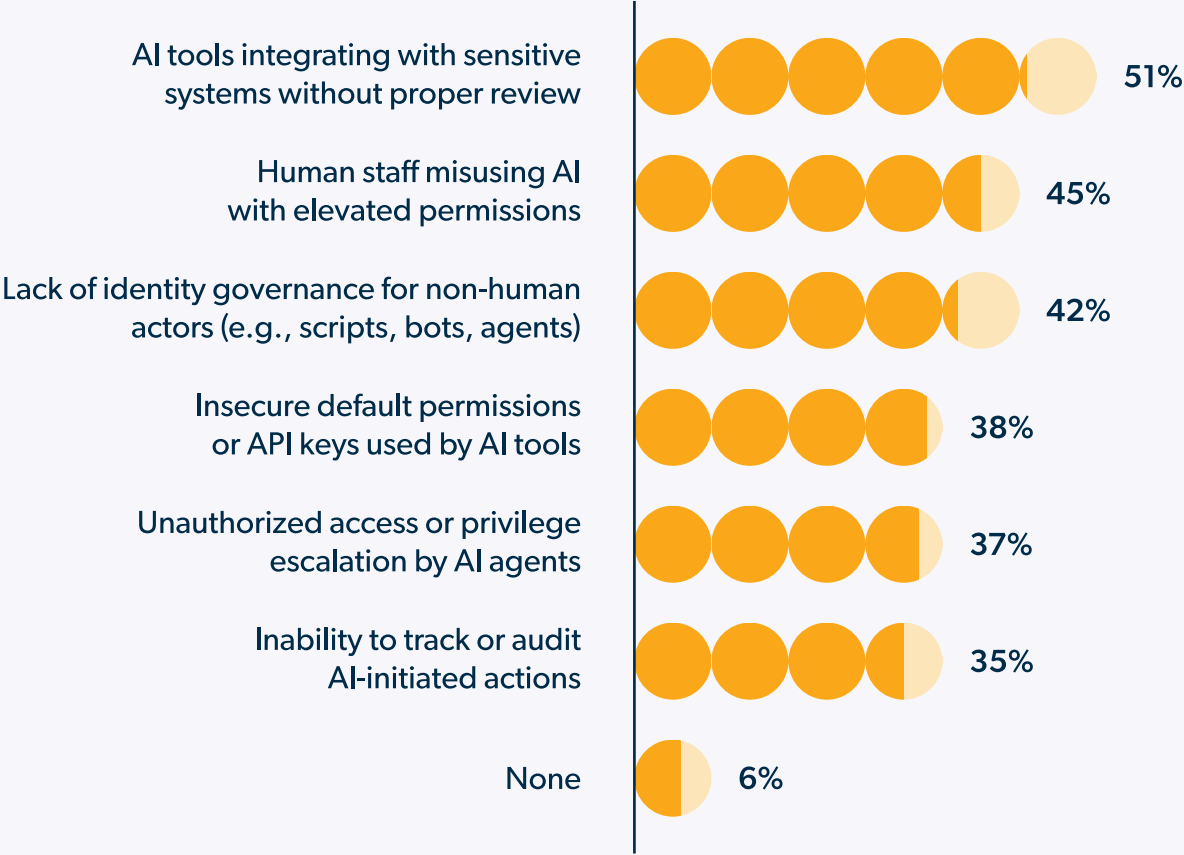 AI tools integrating with sensitive
systems without proper review
51%
Human staff misusing AI
with elevated permissions
45%
Lack of identity governance for non-human
actors (e.g., scripts, bots, agents)
42%
Insecure default permissions
or API keys used by AI tools
38%
Unauthorized access or privilege
escalation by AI agents
37%
Inability to track or audit
AI-initiated actions
35%
None
6%